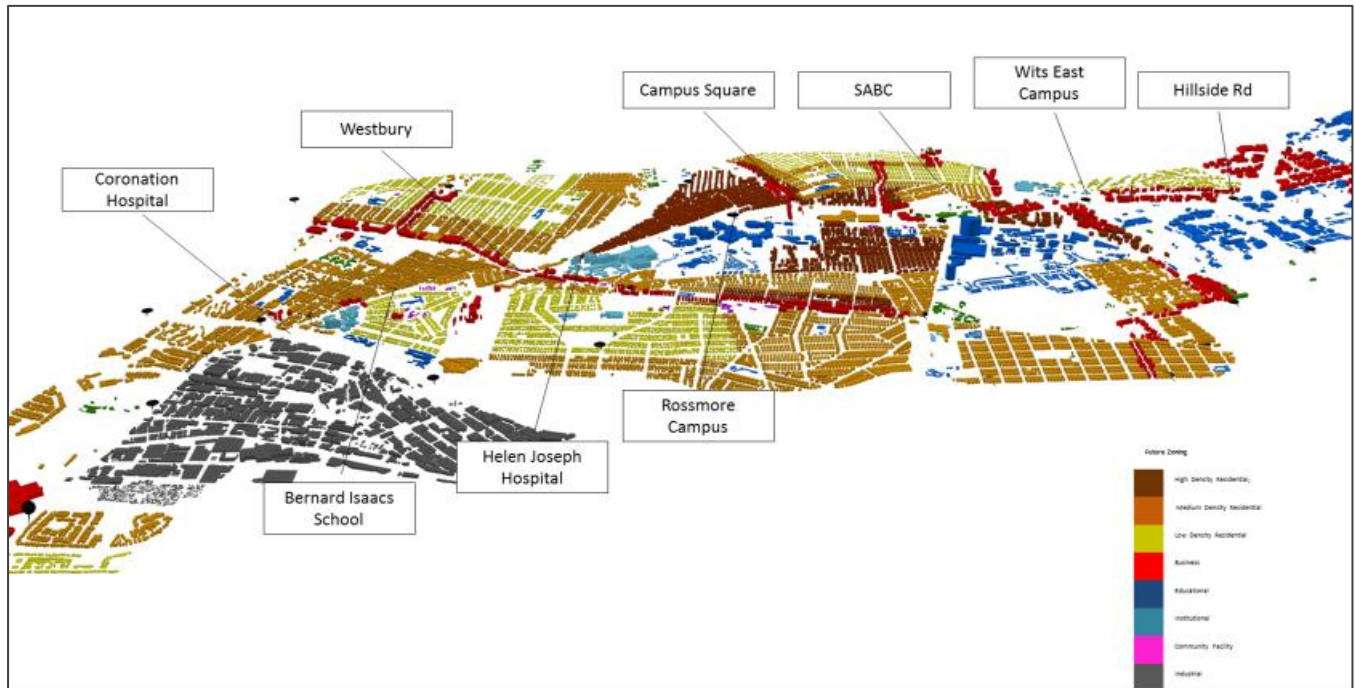 Wits East
Campus
Hillside Rd
Campus Square
SABC
Westbury
Coronation
Hospital
Rossmore
Campus
Helen Joseph
Hospital
Bernard Isaacs
School
Future Zoning
High Density Residential;
Medium Density Residential
Low Density Residential
Business
Educational
Institutional
Community Facility
Industrial